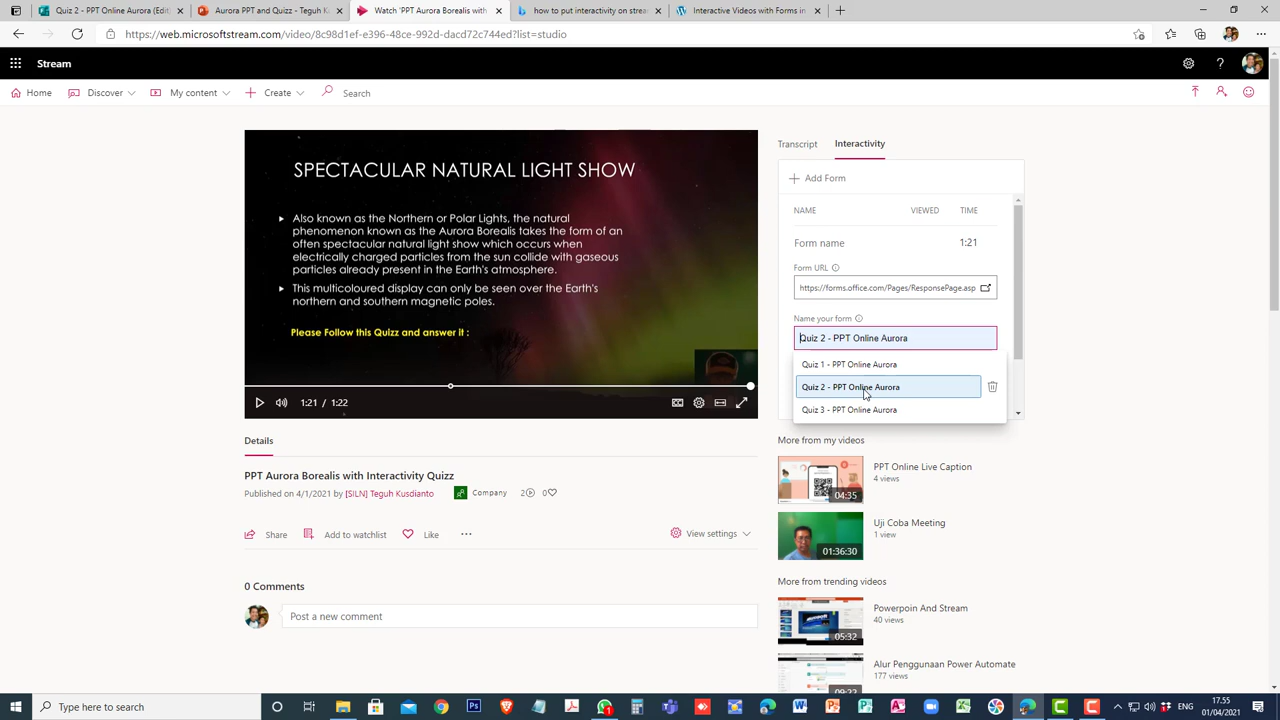 Quiz 2 - PPT Online Aurora (Edit
Aurora PPT and Quizz - Teguh K
Watch 'PPT Aurora Borealis with
how to put interactivity on stream
Interactive Videos forms in
https://web.microsoftstream.com/video/8c98d1ef-e396-48ce-992d-dacd72c744ed?list=studio
Stream
Home
Discover
My content
Create
Search
Transcript
Interactivity
Add Form
NAME
VIEWED
TIME
Form name
1:21
Form URL
https://forms.office.com/Pages/ResponsePage.asp
Name your form
Quiz 2 - PPT Online Aurora
Quiz 1 - PPT Online Aurora
Quiz 2 - PPT Online Aurora
Quiz 3 - PPT Online Aurora
SPECTACULAR NATURAL LIGHT SHOW
Also known as the Northern or Polar Lights, the natural
phenomenon known as the Aurora Borealis takes the form of an
often spectacular natural light show which occurs when
electrically charged particles from the sun collide with gaseous
particles already present in the Earth's atmosphere.
This multicoloured display can only be seen over the Earth's
northern and southern magnetic poles.
Please Follow this Quizz and answer it :
1:21 / 1:22
Details
PPT Aurora Borealis with Interactivity Quizz
Published on 4/1/2021 by [SILN] Teguh Kusdianto
Company
2
0
Share
Add to watchlist
Like
View settings
0 Comments
Post a new comment
More from my videos
04:35
PPT Online Live Caption
4 views
01:36:30
Uji Coba Meeting
1 view
More from trending videos
05:32
Powerpoin And Stream
40 views
09:22
Alur Penggunaan Power Automate
177 views
Type here to search
ENG
17.55
01/04/2021